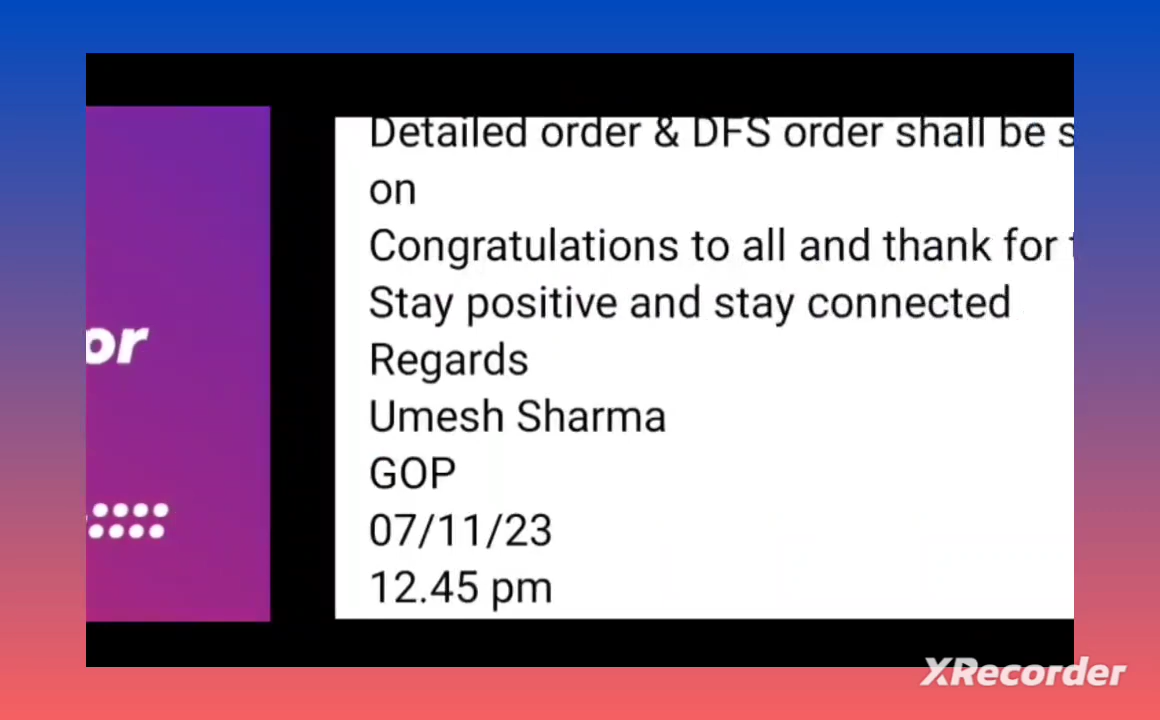 Detailed order & DFS order shall be
on
Congratulations to all and thank for
Stay positive and stay connected
Regards
Umesh Sharma
GOP
07/11/23
12.45 pm
or
XRecorder